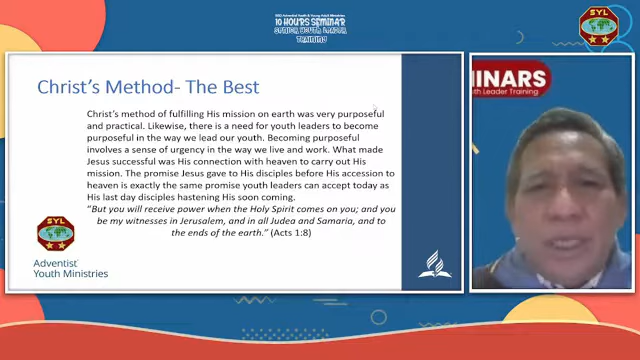 10 HOURS SEMINAR
SENIOR YOUTH LEADER
TRAINING
SYL
Christ's Method- The Best
Christ's method of fulfilling His mission on earth was very purposeful
and practical. Likewise, there is a need for youth leaders to become
purposeful in the way we lead our youth. Becoming purposeful
involves a sense of urgency in the way we live and work. What made
Jesus successful was His connection with heaven to carry out His
mission. The promise Jesus gave to His disciples before His accession to
heaven is exactly the same promise youth leaders can accept today as
His last day disciples hastening His soon coming.
"But you will receive power when the Holy Spirit comes on you; and you
be my witnesses in Jerusalem, and in all Judea and Samaria, and to
the ends of the earth." (Acts 1:8)
SYL
Adventist
Youth Ministries
MINARS
uth Leader Training